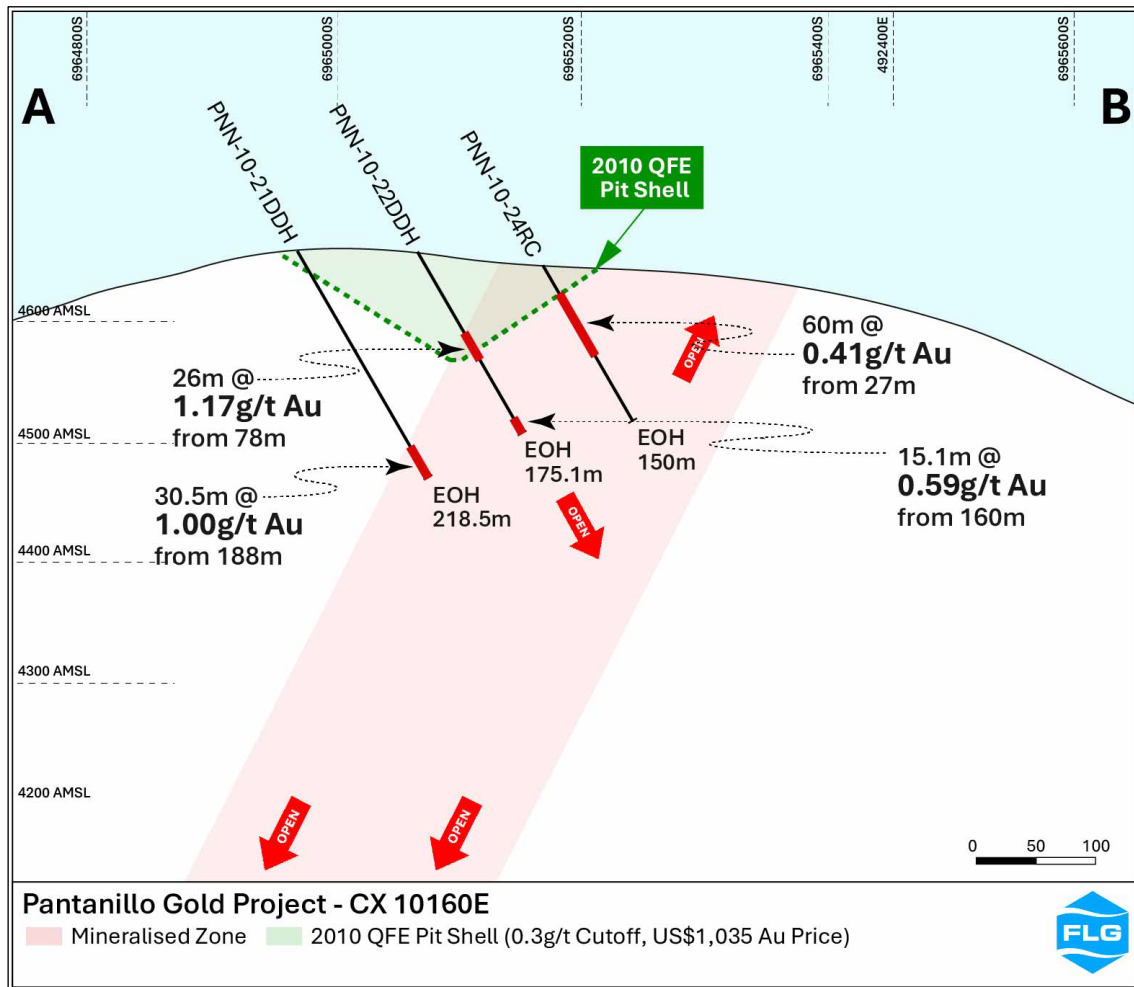 6964800S
6965000S
6965200S
6965400S
492400E
6965600S
A
B
PNN-10-21DDH
PNN-10-22DDH
PNN-10-24RC
2010 QFE
Pit Shell
4600 AMSL
4500 AMSL
4400 AMSL
4300 AMSL
4200 AMSL
26m @
1.17g/t Au
from 78m
30.5m @
1.00g/t Au
from 188m
EOH
218.5m
EOH
175.1m
EOH
150m
OPEN
60m @
0.41g/t Au
from 27m
15.1m @
0.59g/t Au
from 160m
OPEN
OPEN
OPEN
0 50 100
Pantanillo Gold Project - CX 10160E
Mineralised Zone
2010 QFE Pit Shell (0.3g/t Cutoff, US$1,035 Au Price)
FLG